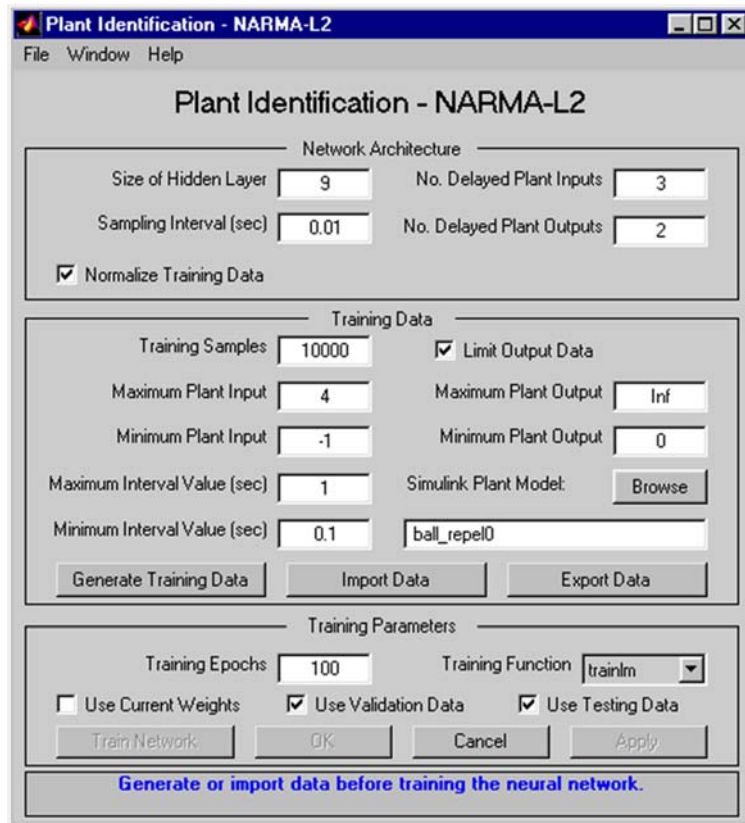 Plant Identification - NARMA-L2
File Window Help
Plant Identification - NARMA-L2
Network Architecture
Size of Hidden Layer 9 No. Delayed Plant Inputs 3
Sampling Interval (sec) 0.01 No. Delayed Plant Outputs 2
Normalize Training Data
Training Data
Training Samples 10000 Limit Output Data
Maximum Plant Input 4 Maximum Plant Output Inf
Minimum Plant Input -1 Minimum Plant Output 0
Maximum Interval Value (sec) 1 Simulink Plant Model: Browse
Minimum Interval Value (sec) 0.1 ball_repel0
Generate Training Data Import Data Export Data
Training Parameters
Training Epochs 100 Training Function trainlm
Use Current Weights Use Validation Data Use Testing Data
Train Network OK Cancel Apply
Generate or import data before training the neural network.